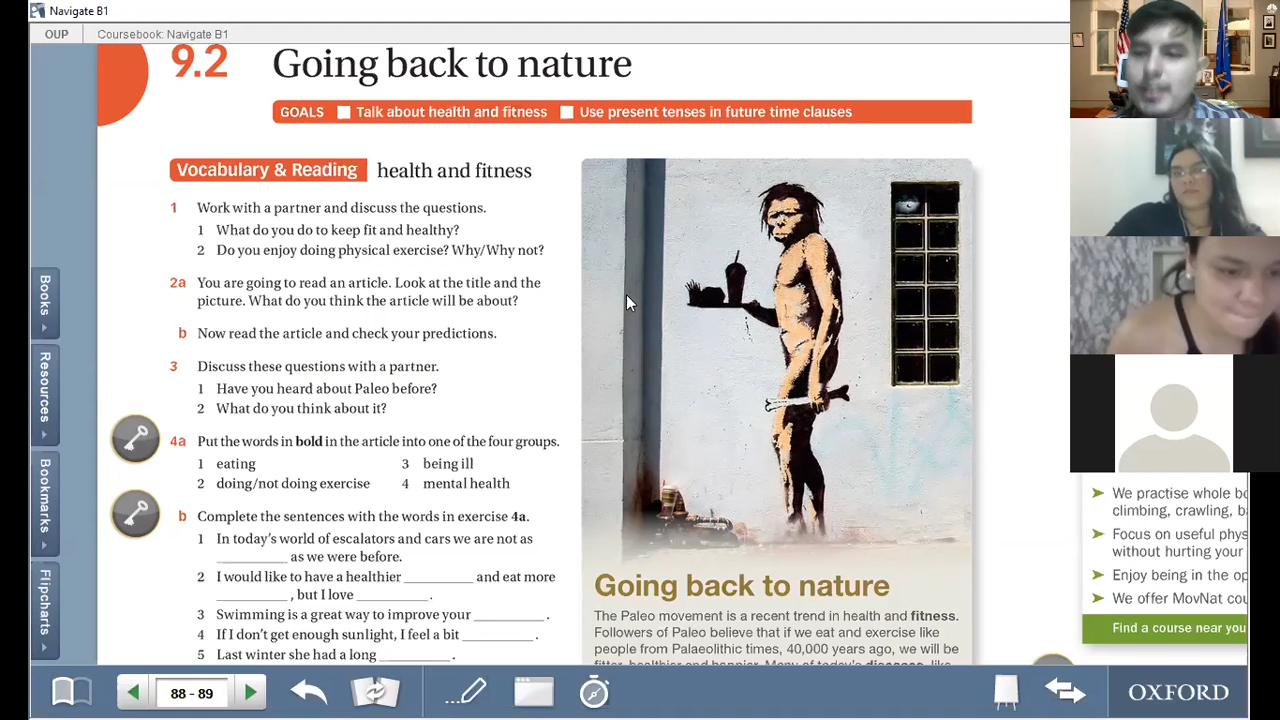 Navigate B1
OUP
Coursebook: Navigate B1
9.2
Going back to nature
GOALS Talk about health and fitness Use present tenses in future time clauses
Vocabulary & Reading health and fitness
1 Work with a partner and discuss the questions.
1 What do you do to keep fit and healthy?
2 Do you enjoy doing physical exercise? Why/Why not?
2a You are going to read an article. Look at the title and the
picture. What do you think the article will be about?
b Now read the article and check your predictions.
3 Discuss these questions with a partner.
1 Have you heard about Paleo before?
2 What do you think about it?
4a Put the words in bold in the article into one of the four groups.
1 eating 3 being ill
2 doing/not doing exercise 4 mental health
b Complete the sentences with the words in exercise 4a.
1 In today's world of escalators and cars we are not as
__________ as we were before.
2 I would like to have a healthier __________ and eat more
__________ , but I love __________ .
3 Swimming is a great way to improve your __________ .
4 If I don't get enough sunlight, I feel a bit __________ .
5 Last winter she had a long __________ .
Going back to nature
The Paleo movement is a recent trend in health and fitness.
Followers of Paleo believe that if we eat and exercise like
people from Palaeolithic times, 40,000 years ago, we will be
fitter, healthier and happier. Many of today's diseases, like
We practise whole bo
climbing, crawling, ba
Focus on useful phys
without hurting your
Enjoy being in the op
We offer MovNat cou
Find a course near you
Books
Resources
Bookmarks
Flipcharts
88 - 89
OXFORD